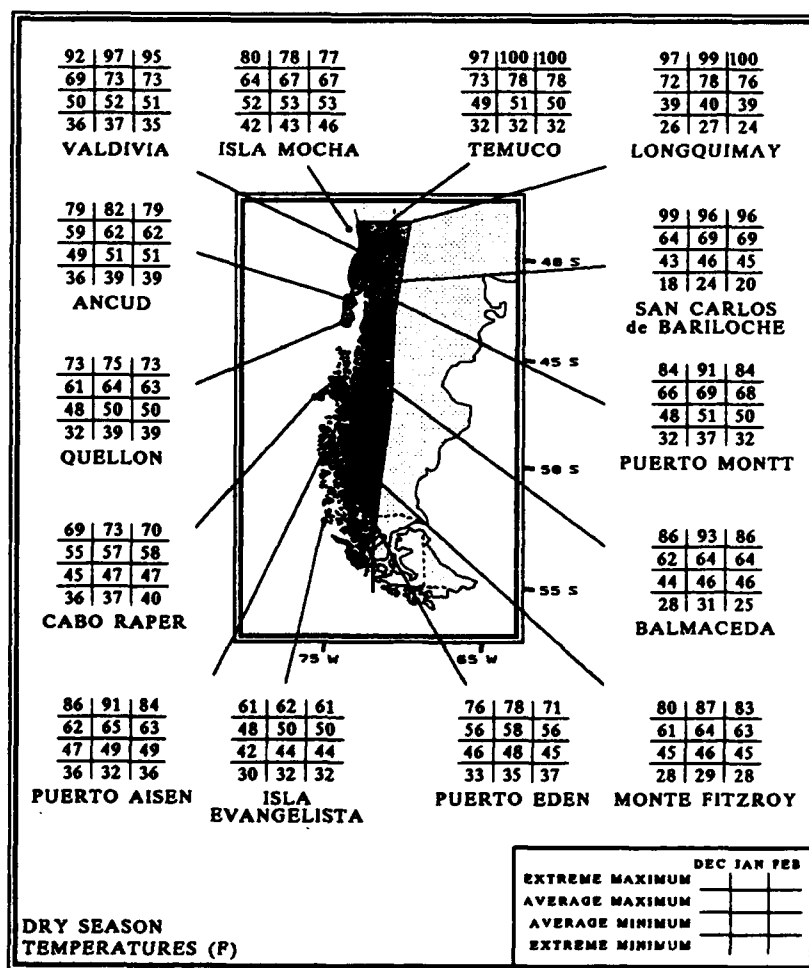 92 | 97 | 95
69 | 73 | 73
50 | 52 | 51
36 | 37 | 35
VALDIVIA
80 | 78 | 77
64 | 67 | 67
52 | 53 | 53
42 | 43 | 46
ISLA MOCHA
97 | 100 | 100
73 | 78 | 78
49 | 51 | 50
32 | 32 | 32
TEMUCO
97 | 99 | 100
72 | 78 | 76
39 | 40 | 39
26 | 27 | 24
LONGQUIMAY
79 | 82 | 79
59 | 62 | 62
49 | 51 | 51
36 | 39 | 39
ANCUD
99 | 96 | 96
64 | 69 | 69
43 | 46 | 45
18 | 24 | 20
SAN CARLOS
de BARILOCHE
73 | 75 | 73
61 | 64 | 63
48 | 50 | 50
32 | 39 | 39
QUELLON
84 | 91 | 84
66 | 69 | 68
48 | 51 | 50
32 | 37 | 32
PUERTO MONTT
69 | 73 | 70
55 | 57 | 58
45 | 47 | 47
36 | 37 | 40
CABO RAPER
86 | 93 | 86
62 | 64 | 64
44 | 46 | 46
28 | 31 | 25
BALMACEDA
40 S
45 S
50 S
55 S
75 W
65 W
86 | 91 | 84
62 | 65 | 63
47 | 49 | 49
36 | 32 | 36
PUERTO AISEN
61 | 62 | 61
48 | 50 | 50
42 | 44 | 44
30 | 32 | 32
ISLA
EVANGELISTA
76 | 78 | 71
56 | 58 | 56
46 | 48 | 45
33 | 35 | 37
PUERTO EDEN
80 | 87 | 83
61 | 64 | 63
45 | 46 | 45
28 | 29 | 28
MONTE FITZROY
DRY SEASON
TEMPERATURES (F)
DEC JAN FEB
EXTREME MAXIMUM
AVERAGE MAXIMUM
AVERAGE MINIMUM
EXTREME MINIMUM